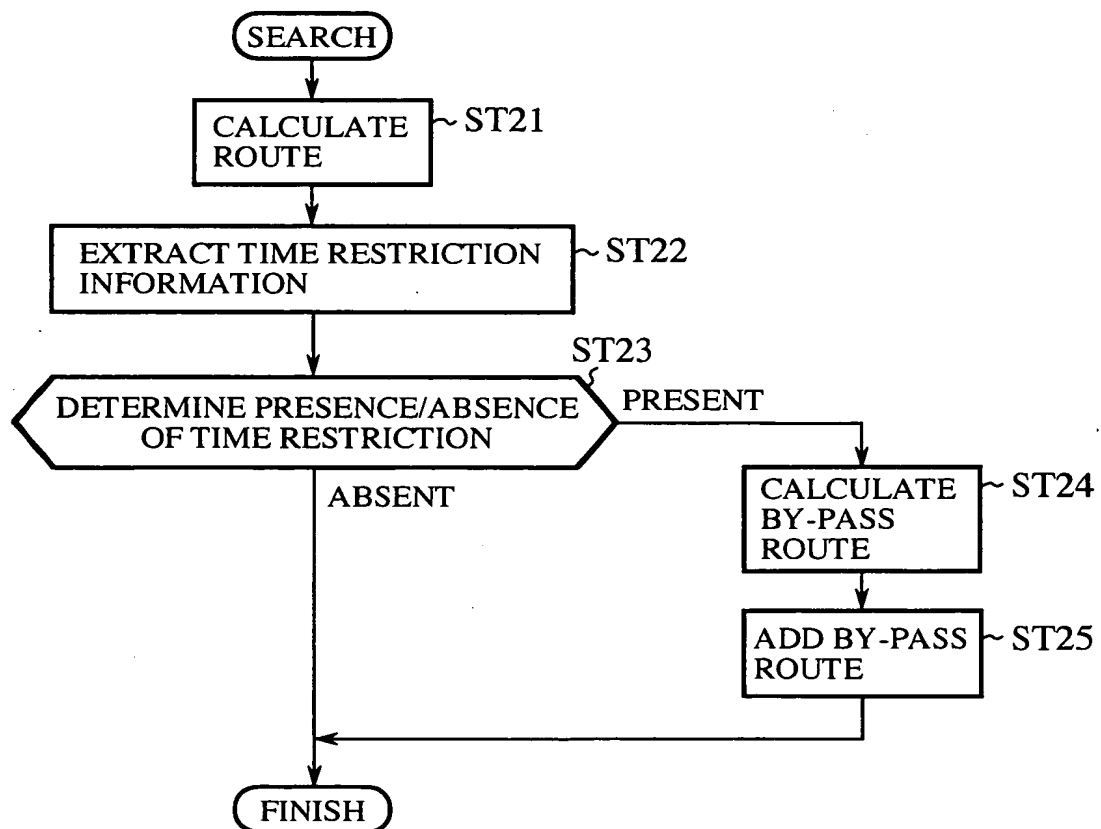 SEARCH
CALCULATE
ROUTE
ST21
EXTRACT TIME RESTRICTION
INFORMATION
ST22
ST23
DETERMINE PRESENCE/ABSENCE
OF TIME RESTRICTION
PRESENT
ABSENT
CALCULATE
BY-PASS
ROUTE
ST24
ADD BY-PASS
ROUTE
ST25
FINISH